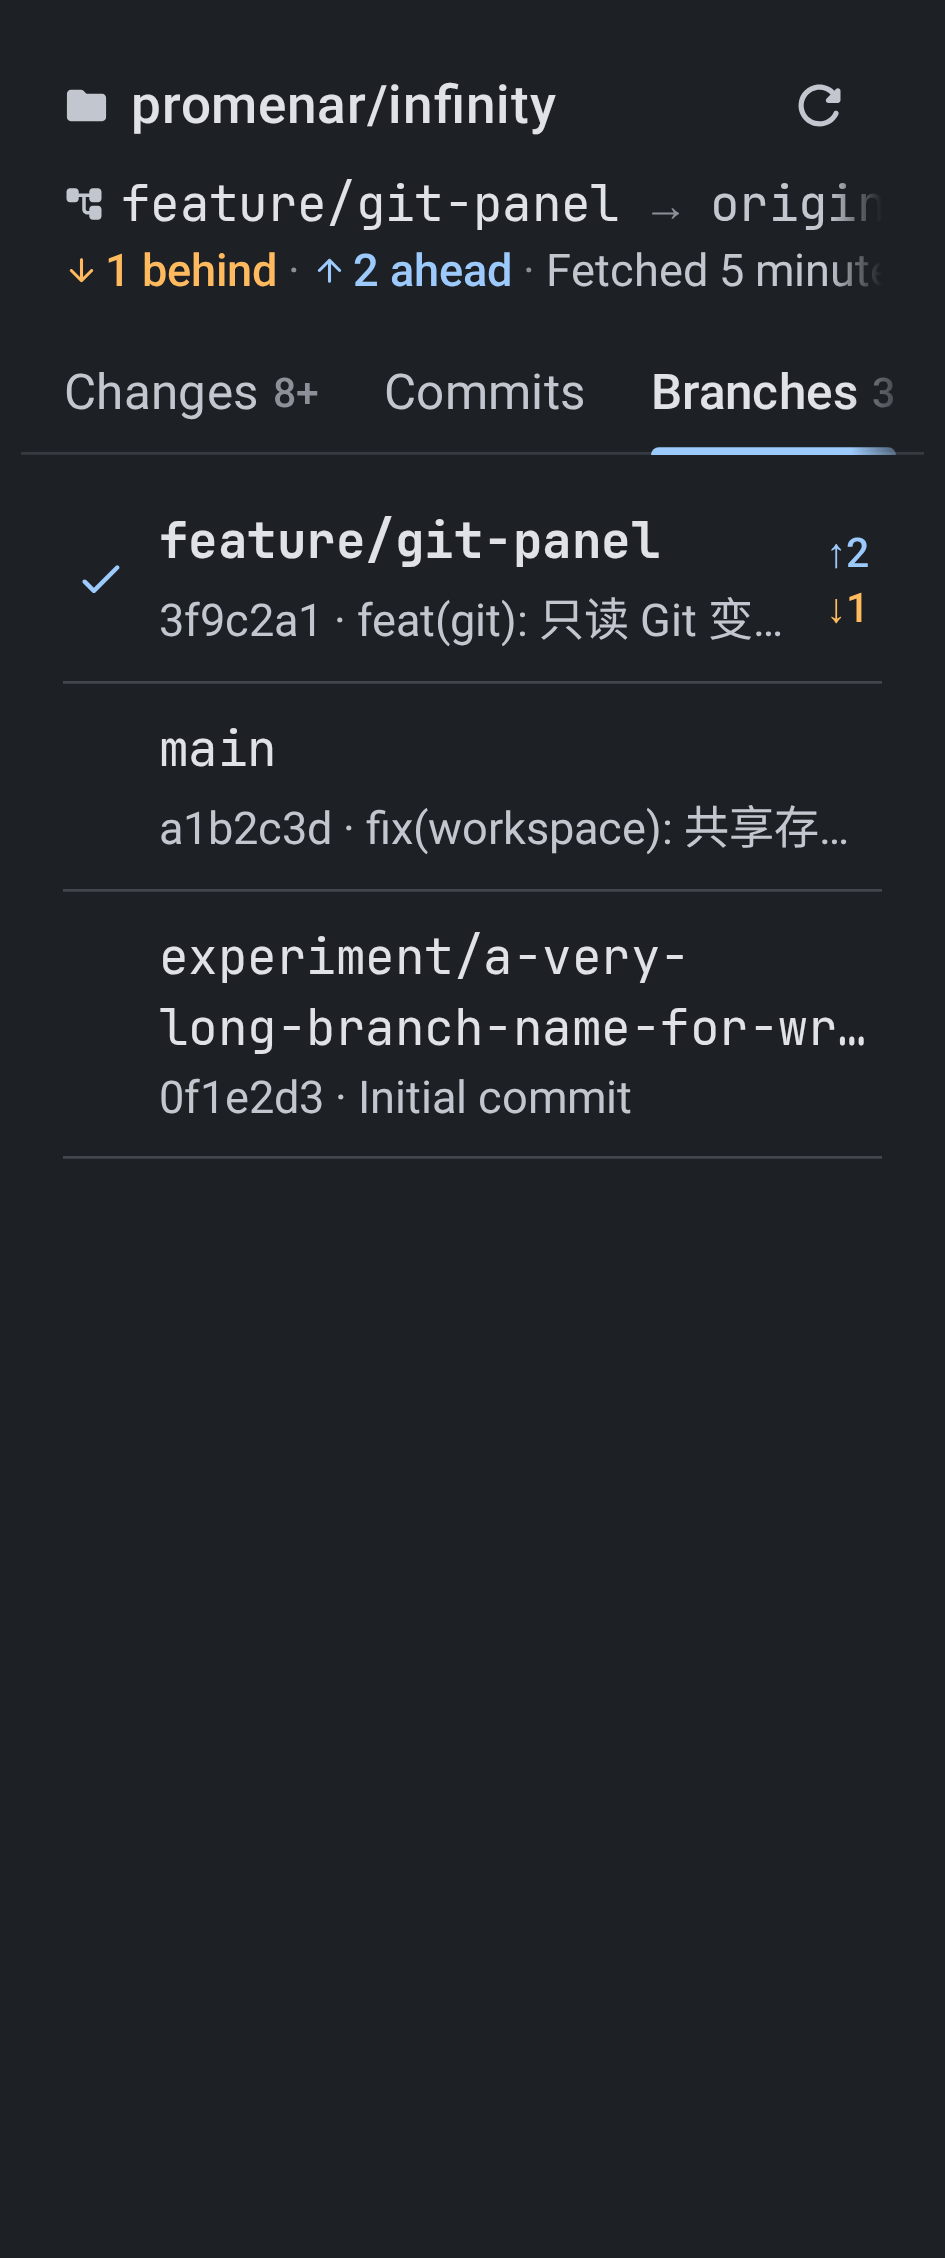 promenar/infinity
feature/git-panel → origin
↓ 1 behind · ↑ 2 ahead · Fetched 5 minute
Changes 8+ Commits Branches 3
feature/git-panel ↑2
3f9c2a1 · feat(git): 只读 Git 变… ↓1
main
a1b2c3d · fix(workspace): 共享存…
experiment/a-very-
long-branch-name-for-wr…
0f1e2d3 · Initial commit